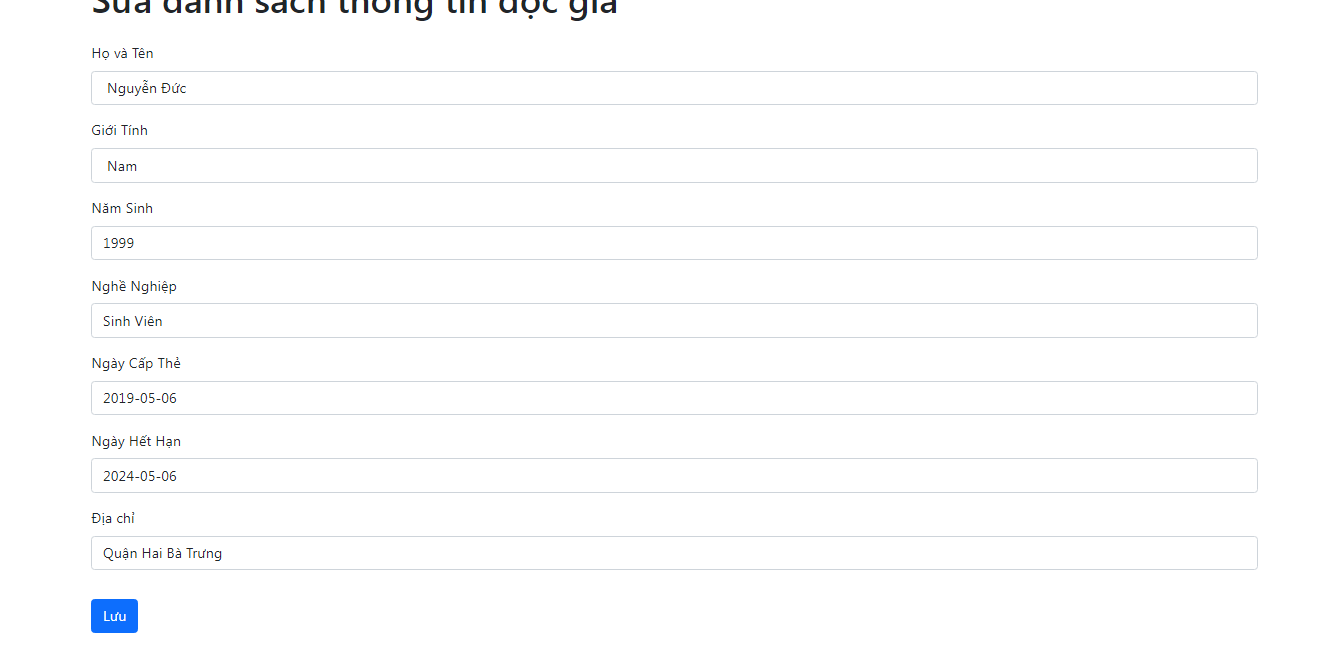 Sửa danh sách thông tin độc giả
Họ và Tên
Nguyễn Đức
Giới Tính
Nam
Năm Sinh
1999
Nghề Nghiệp
Sinh Viên
Ngày Cấp Thẻ
2019-05-06
Ngày Hết Hạn
2024-05-06
Địa chỉ
Quận Hai Bà Trưng
Lưu